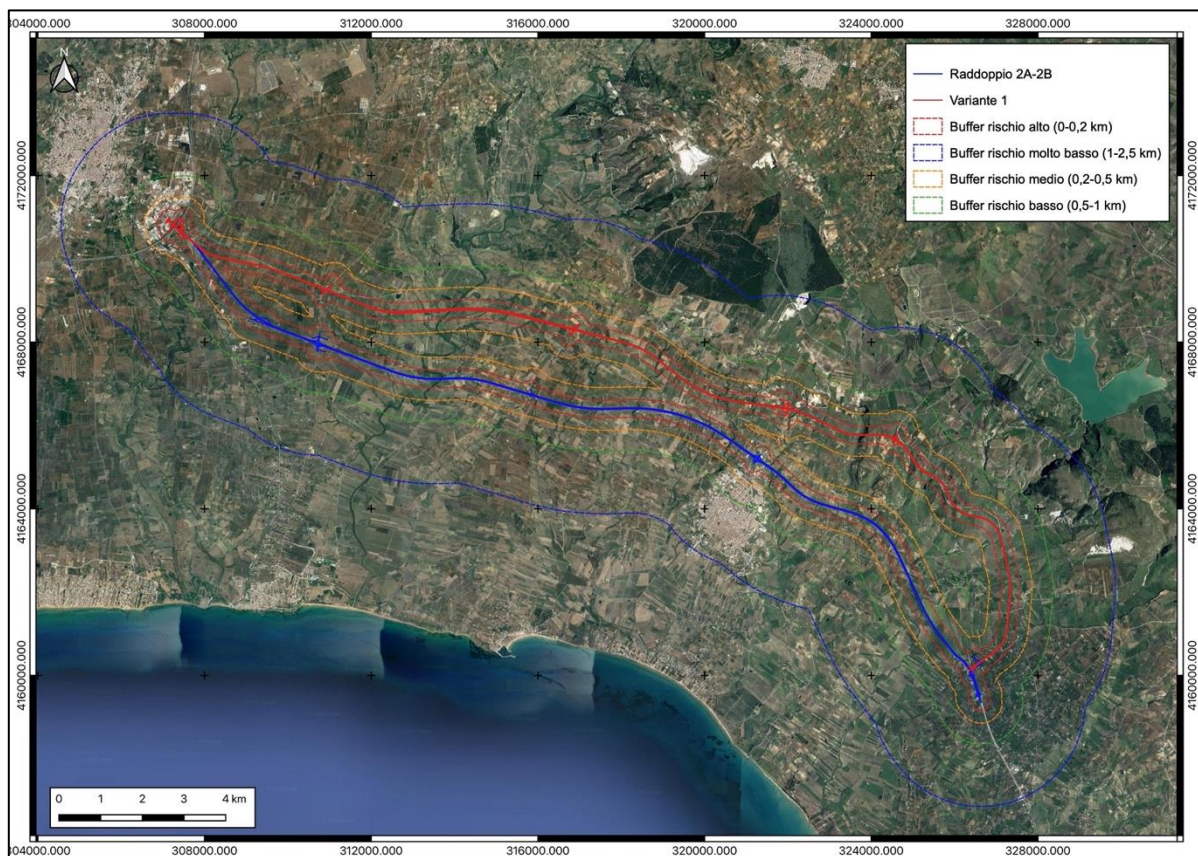 304000.000 308000.000 312000.000 316000.000 320000.000 324000.000 328000.000
N
Raddoppio 2A-2B
Variante 1
Buffer rischio alto (0-0,2 km)
Buffer rischio molto basso (1-2,5 km)
Buffer rischio medio (0,2-0,5 km)
Buffer rischio basso (0,5-1 km)
4172000.000 4172000.000
4168000.000 4168000.000
4164000.000 4164000.000
4160000.000 4160000.000
0 1 2 3 4 km
304000.000 308000.000 312000.000 316000.000 320000.000 324000.000 328000.000